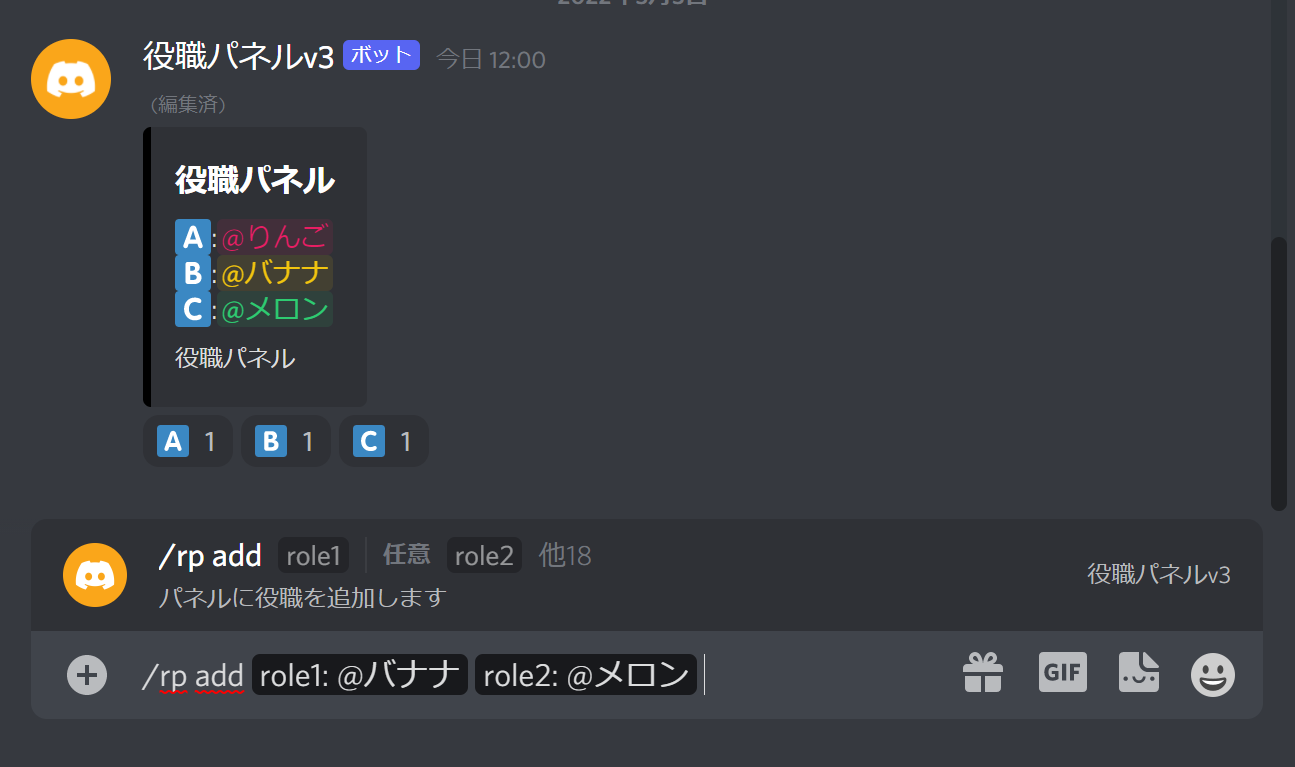 役職パネルv3 ボット 今日 12:00
(編集済)
役職パネル
A:@りんご
B:@バナナ
C:@メロン
役職パネル
A 1 B 1 C 1
/rp add role1 任意 role2 他18
パネルに役職を追加します
役職パネルv3
/rp add role1: @バナナ role2: @メロン
GIF